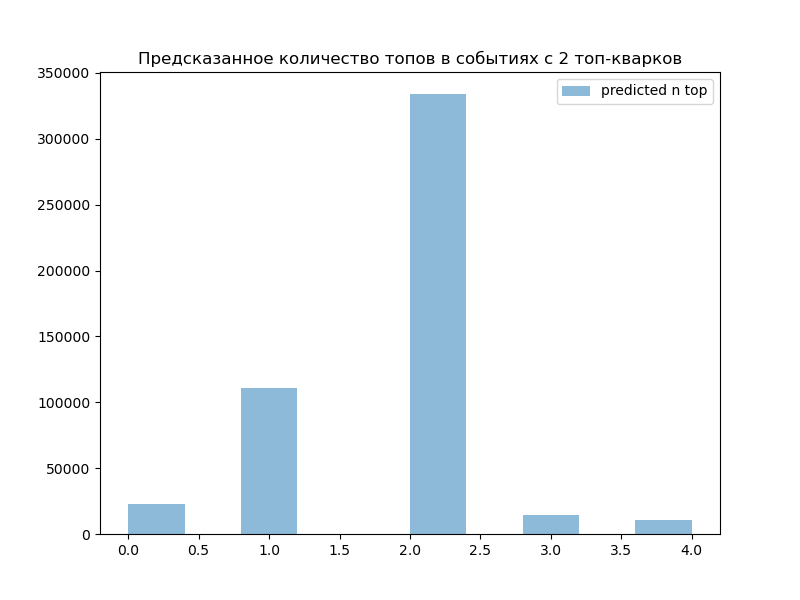 Предсказанное количество топов в событиях с 2 топ-кварков
predicted n top
350000
300000
250000
200000
150000
100000
50000
0
0.0 0.5 1.0 1.5 2.0 2.5 3.0 3.5 4.0